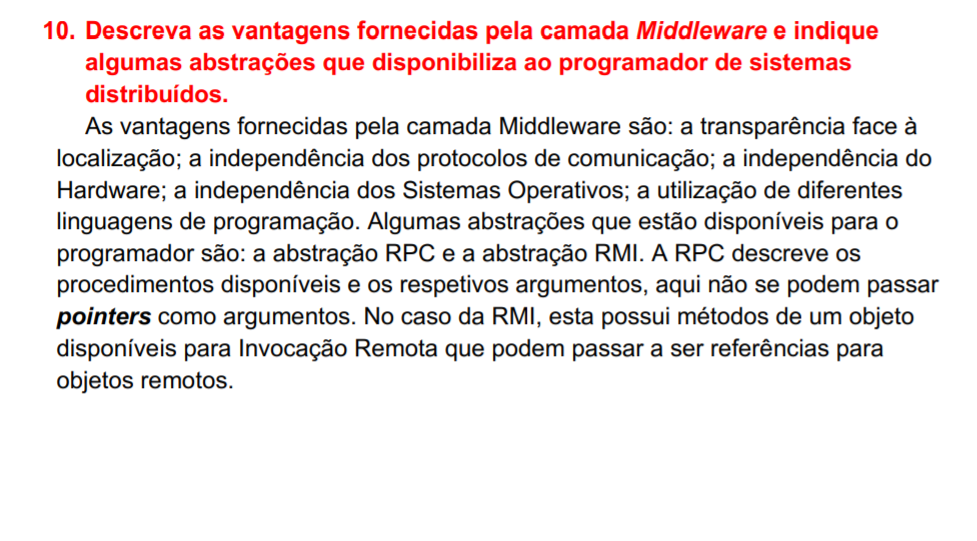 10. Descreva as vantagens fornecidas pela camada Middleware e indique
algumas abstrações que disponibiliza ao programador de sistemas
distribuídos.
As vantagens fornecidas pela camada Middleware são: a transparência face à
localização; a independência dos protocolos de comunicação; a independência do
Hardware; a independência dos Sistemas Operativos; a utilização de diferentes
linguagens de programação. Algumas abstrações que estão disponíveis para o
programador são: a abstração RPC e a abstração RMI. A RPC descreve os
procedimentos disponíveis e os respetivos argumentos, aqui não se podem passar
pointers como argumentos. No caso da RMI, esta possui métodos de um objeto
disponíveis para Invocação Remota que podem passar a ser referências para
objetos remotos.